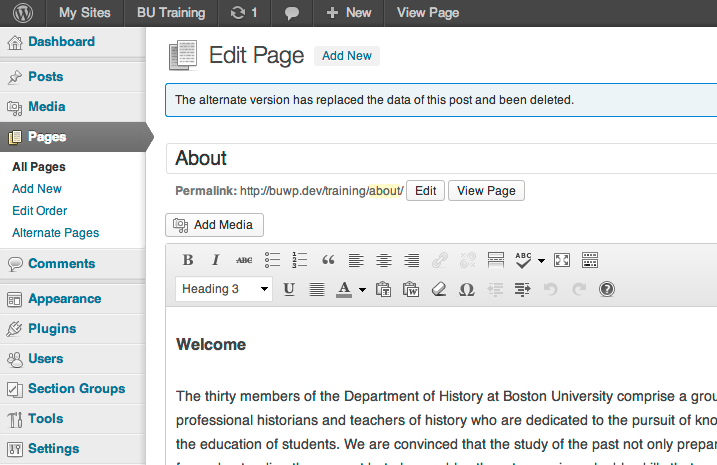 My Sites BU Training 1 New View Page
Dashboard
Posts
Media
Pages
All Pages
Add New
Edit Order
Alternate Pages
Comments
Appearance
Plugins
Users
Section Groups
Tools
Settings
Edit Page Add New
The alternate version has replaced the data of this post and been deleted.
About
Permalink: http://buwp.dev/training/about/ Edit View Page
Add Media
B I ABC ABC
Heading 3 U A T W Ω ?
Welcome
The thirty members of the Department of History at Boston University comprise a grou
professional historians and teachers of history who are dedicated to the pursuit of kno
the education of students. We are convinced that the study of the past not only prepar